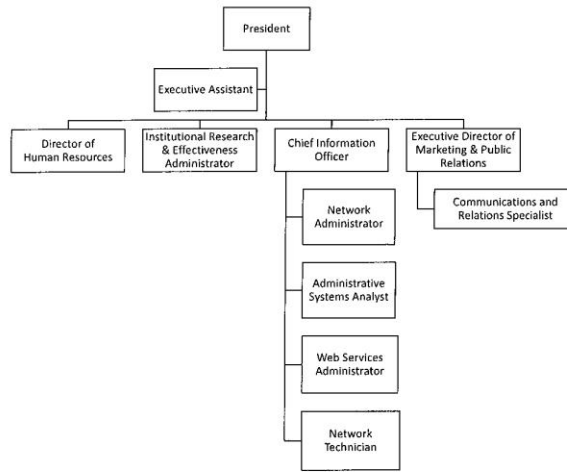 President
Executive Assistant
Director of
Human Resources
Institutional Research
& Effectiveness
Administrator
Chief Information
Officer
Executive Director of
Marketing & Public
Relations
Communications and
Relations Specialist
Network
Administrator
Administrative
Systems Analyst
Web Services
Administrator
Network
Technician